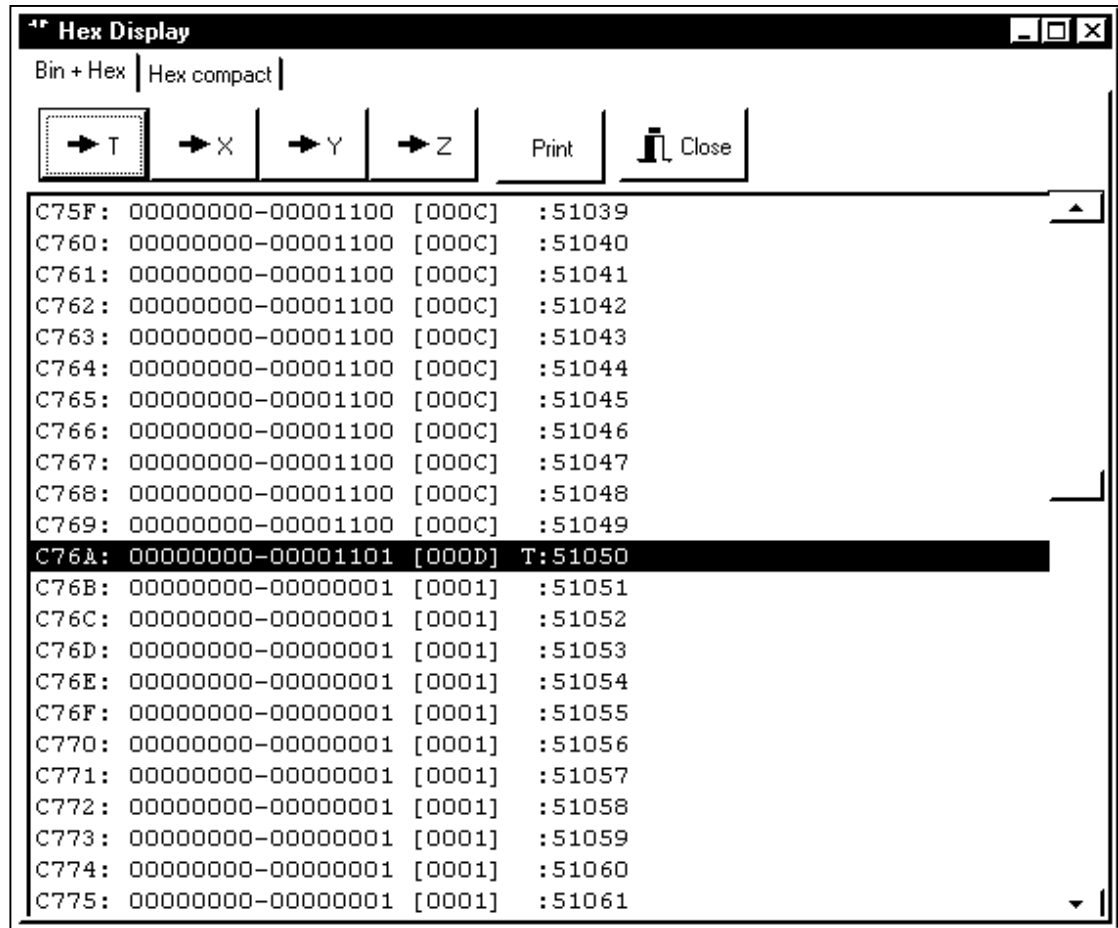 Hex Display
Bin + Hex Hex compact
T X Y Z Print Close
C75F: 00000000-00001100 [000C] :51039
C760: 00000000-00001100 [000C] :51040
C761: 00000000-00001100 [000C] :51041
C762: 00000000-00001100 [000C] :51042
C763: 00000000-00001100 [000C] :51043
C764: 00000000-00001100 [000C] :51044
C765: 00000000-00001100 [000C] :51045
C766: 00000000-00001100 [000C] :51046
C767: 00000000-00001100 [000C] :51047
C768: 00000000-00001100 [000C] :51048
C769: 00000000-00001100 [000C] :51049
C76A: 00000000-00001101 [000D] T:51050
C76B: 00000000-00000001 [0001] :51051
C76C: 00000000-00000001 [0001] :51052
C76D: 00000000-00000001 [0001] :51053
C76E: 00000000-00000001 [0001] :51054
C76F: 00000000-00000001 [0001] :51055
C770: 00000000-00000001 [0001] :51056
C771: 00000000-00000001 [0001] :51057
C772: 00000000-00000001 [0001] :51058
C773: 00000000-00000001 [0001] :51059
C774: 00000000-00000001 [0001] :51060
C775: 00000000-00000001 [0001] :51061